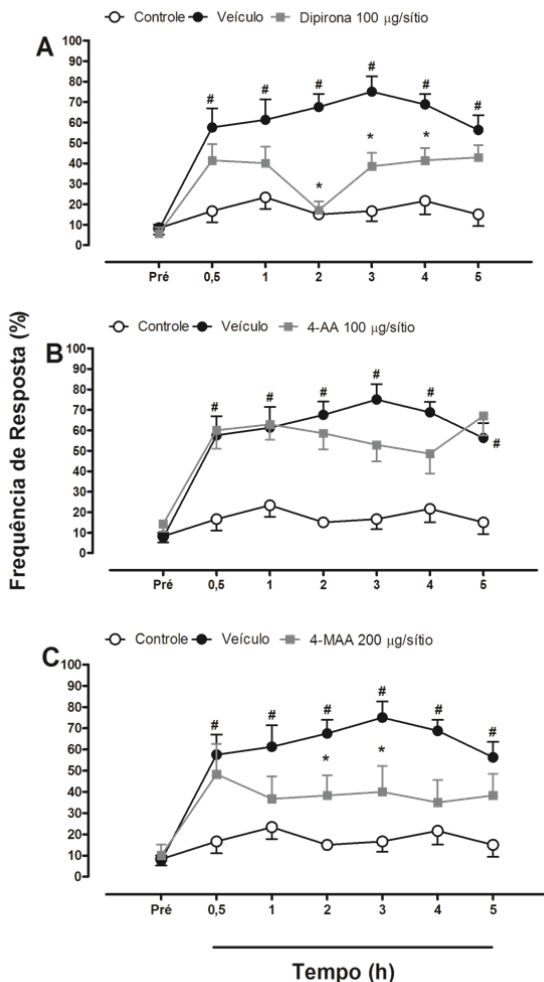 Controle Veículo Dipirona 100 µg/sítio
A
100
90
80
70
60
50
40
30
20
10
0
# # # # # #
* * *
Pré 0,5 1 2 3 4 5
Controle Veículo 4-AA 100 µg/sítio
B
100
90
80
70
60
50
40
30
20
10
0
# # # # # #
Pré 0,5 1 2 3 4 5
Frequência de Resposta (%)
Controle Veículo 4-MAA 200 µg/sítio
C
100
90
80
70
60
50
40
30
20
10
0
# # # # # #
* *
Pré 0,5 1 2 3 4 5
Tempo (h)